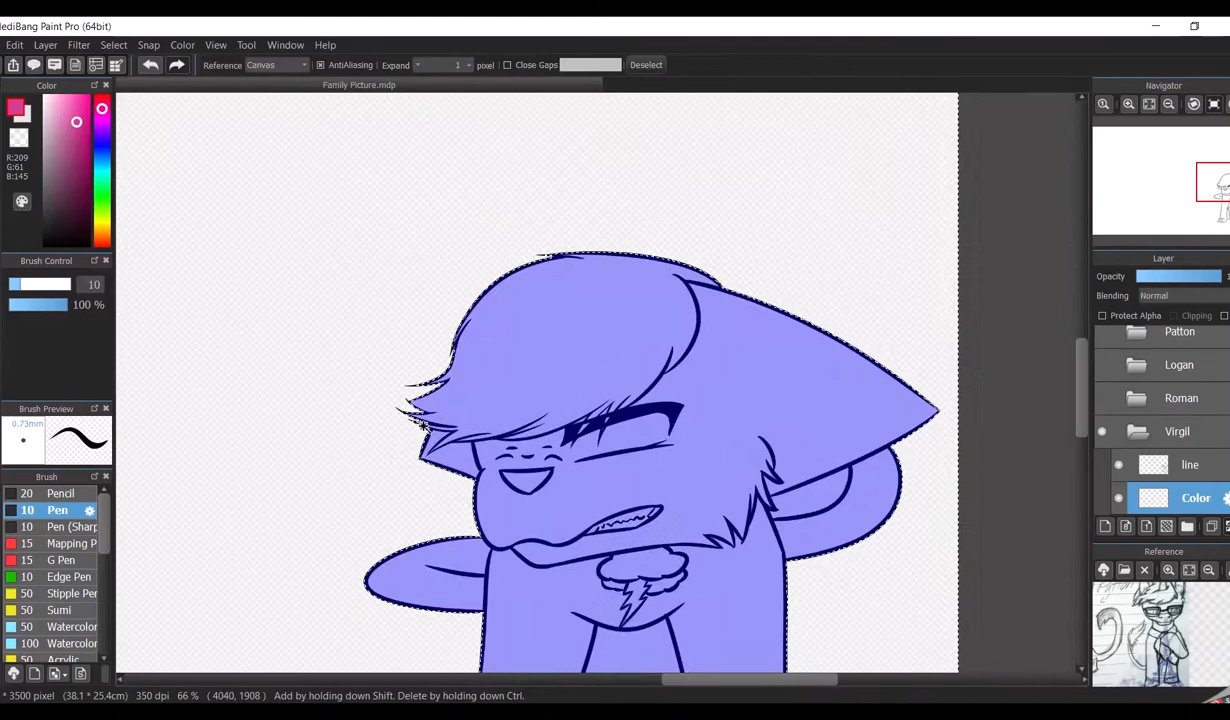 ediBang Paint Pro (64bit)
Edit Layer Filter Select Snap Color View Tool Window Help
Reference Canvas AntiAliasing Expand 1 pixel Close Gaps Deselect
Color
Family Picture.mdp
Navigator
R:209
G:61
B:145
Brush Control
10
100 %
Brush Preview
0.73mm
Brush
20 Pencil
10 Pen
10 Pen (Sharp
15 Mapping P
15 G Pen
10 Edge Pen
50 Stipple Pen
50 Sumi
50 Watercolor
100 Watercolor
50 Acrylic
Layer
Opacity
Blending Normal
Protect Alpha Clipping
Patton
Logan
Roman
Virgil
line
Color
Reference
* 3500 pixel (38.1 * 25.4cm) 350 dpi 66 % ( 4040, 1908 ) Add by holding down Shift. Delete by holding down Ctrl.